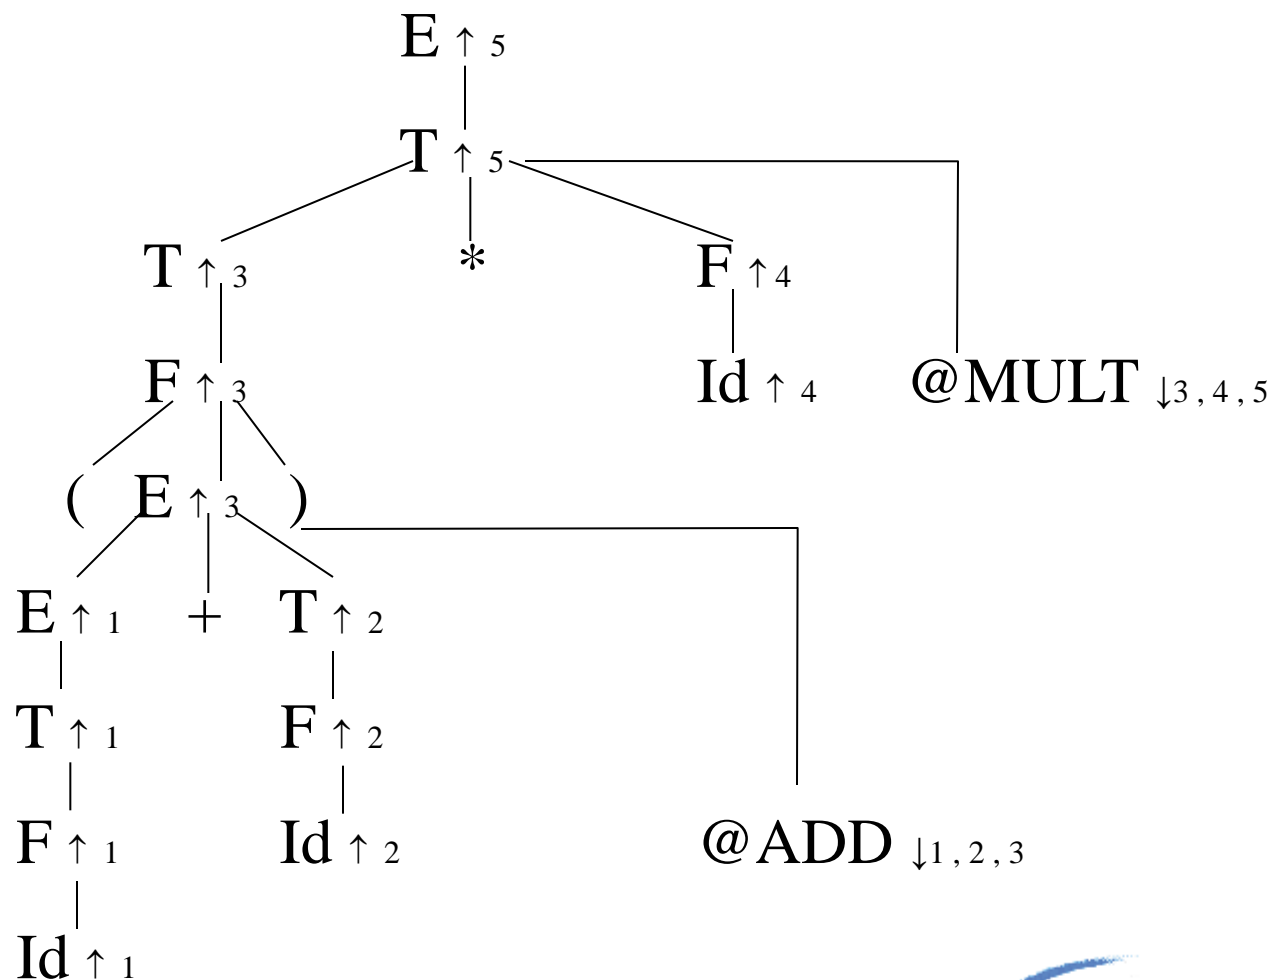 E ↑ 5
T ↑ 5
T ↑ 3 * F ↑ 4
F ↑ 3 Id ↑ 4 @MULT ↓3 , 4 , 5
( E ↑ 3 )
E ↑ 1 + T ↑ 2
T ↑ 1 F ↑ 2
F ↑ 1 Id ↑ 2 @ADD ↓1 , 2 , 3
Id ↑ 1